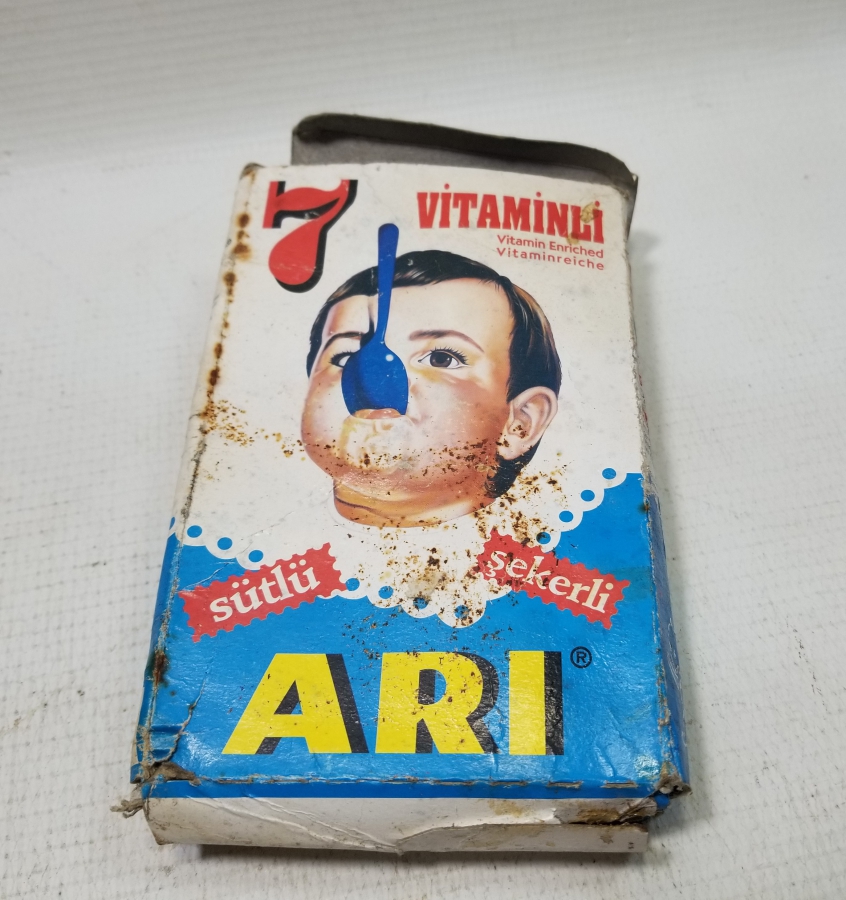 7
VİTAMİNLİ
Vitamin Enriched
Vitaminreiche
sütlü
şekerli
ARI®